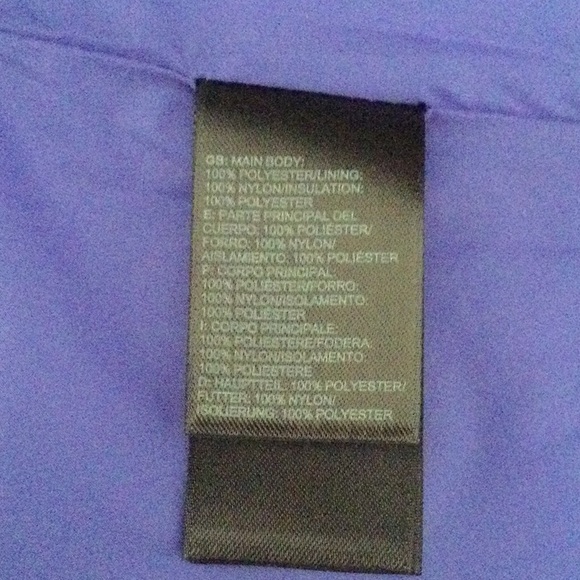 GB: MAIN BODY:
100% POLYESTER/LINING:
100% NYLON/INSULATION:
100% POLYESTER
E: PARTE PRINCIPAL DEL
CUERPO: 100% POLIÉSTER/
FORRO: 100% NYLON/
AISLAMIENTO: 100% POLIÉSTER
P: CORPO PRINCIPAL:
100% POLIÉSTER/FORRO:
100% NYLON/ISOLAMENTO:
100% POLIÉSTER
I: CORPO PRINCIPALE:
100% POLIESTERE/FODERA:
100% NYLON/ISOLAMENTO
100% POLIESTERE
D: HAUPTTEIL: 100% POLYESTER/
FUTTER: 100% NYLON/
ISOLIERUNG: 100% POLYESTER